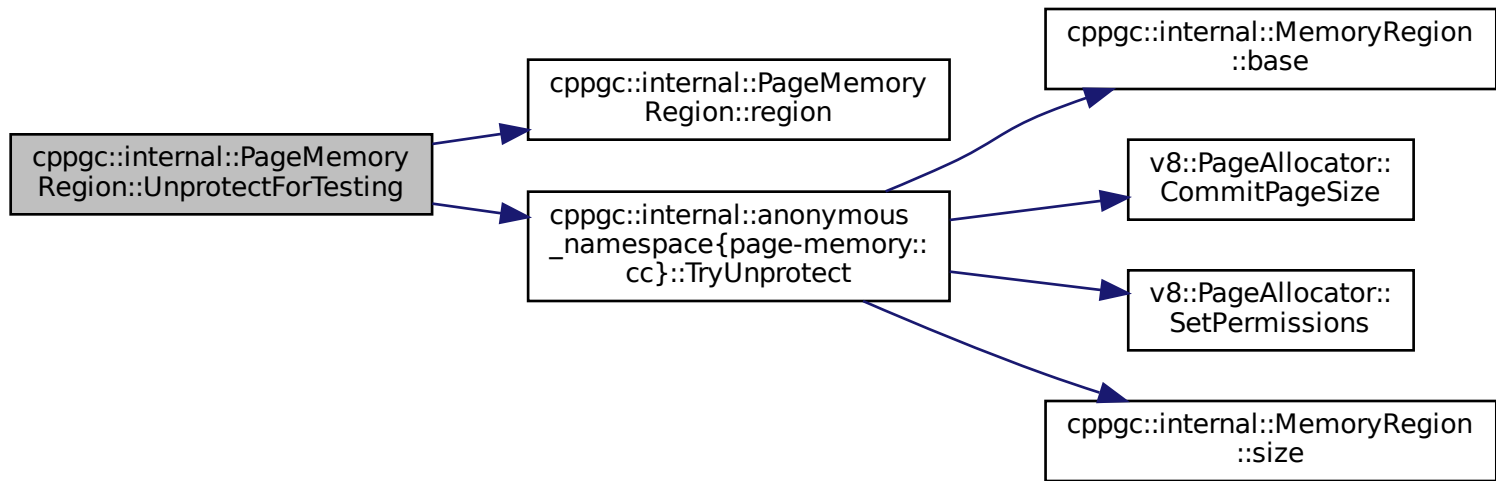 cppgc::internal::PageMemory
Region::UnprotectForTesting
cppgc::internal::PageMemory
Region::region
cppgc::internal::anonymous
_namespace{page-memory::
cc}::TryUnprotect
cppgc::internal::MemoryRegion
::base
v8::PageAllocator::
CommitPageSize
v8::PageAllocator::
SetPermissions
cppgc::internal::MemoryRegion
::size